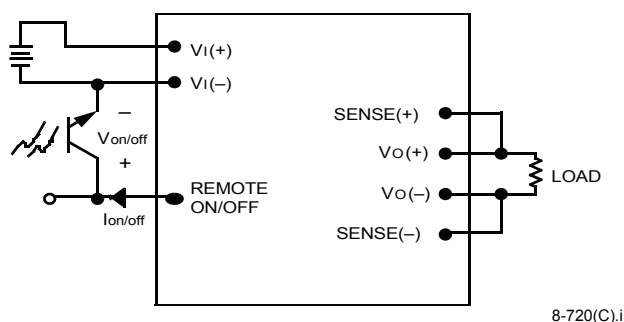 VI(+)
VI(–)
–
Von/off
+
REMOTE
ON/OFF
Ion/off
SENSE(+)
VO(+)
LOAD
VO(–)
SENSE(–)
8-720(C).i